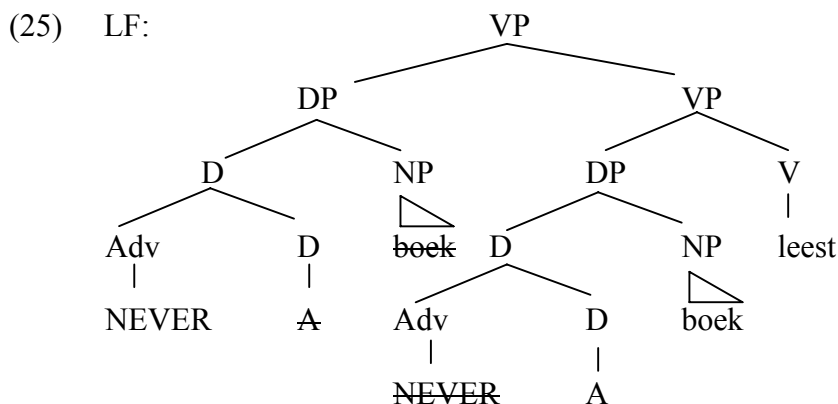 (25) LF: VP
DP VP
D NP DP V
Adv D boek D NP leest
NEVER A Adv D boek
NEVER A